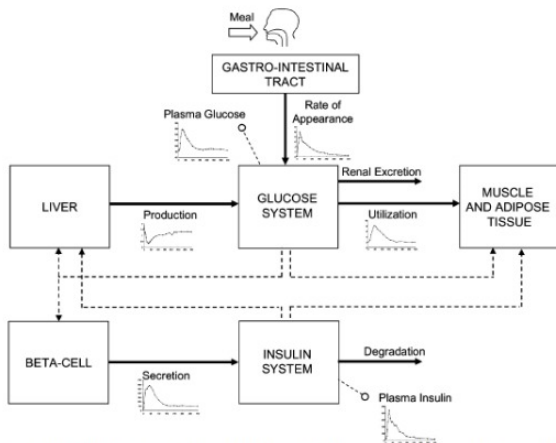 Meal
GASTRO-INTESTINAL
TRACT
Plasma Glucose
Rate of
Appearance
Renal Excretion
LIVER
GLUCOSE
SYSTEM
MUSCLE
AND ADIPOSE
TISSUE
Production
Utilization
BETA-CELL
INSULIN
SYSTEM
Degradation
Secretion
Plasma Insulin